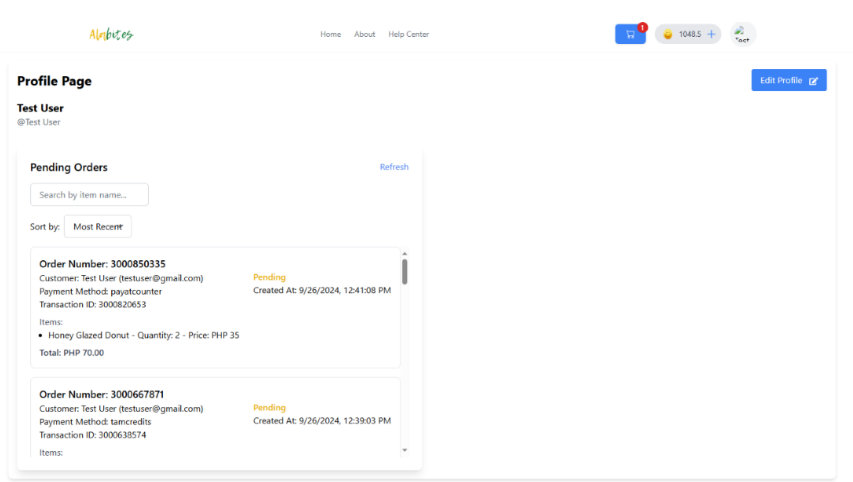 Alabites
Home About Help Center
1
1048.5 +
Test
Profile Page
Edit Profile
Test User
@Test User
Pending Orders
Refresh
Search by item name...
Sort by: Most Recent
Order Number: 3000850335
Customer: Test User (testuser@gmail.com)
Pending
Payment Method: payatcounter
Created At: 9/26/2024, 12:41:08 PM
Transaction ID: 3000820653
Items:
• Honey Glazed Donut - Quantity: 2 - Price: PHP 35
Total: PHP 70.00
Order Number: 3000667871
Customer: Test User (testuser@gmail.com)
Pending
Payment Method: tamcredits
Created At: 9/26/2024, 12:39:03 PM
Transaction ID: 3000638574
Items: